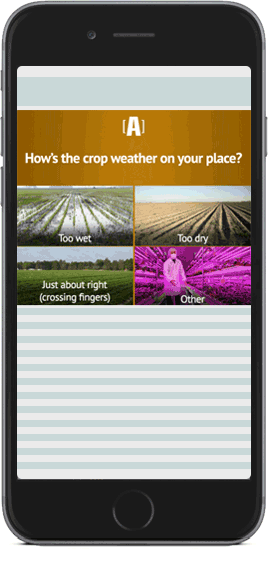 [A]
How's the crop weather on your place?
Too wet
Too dry
Just about right
(crossing fingers)
Other